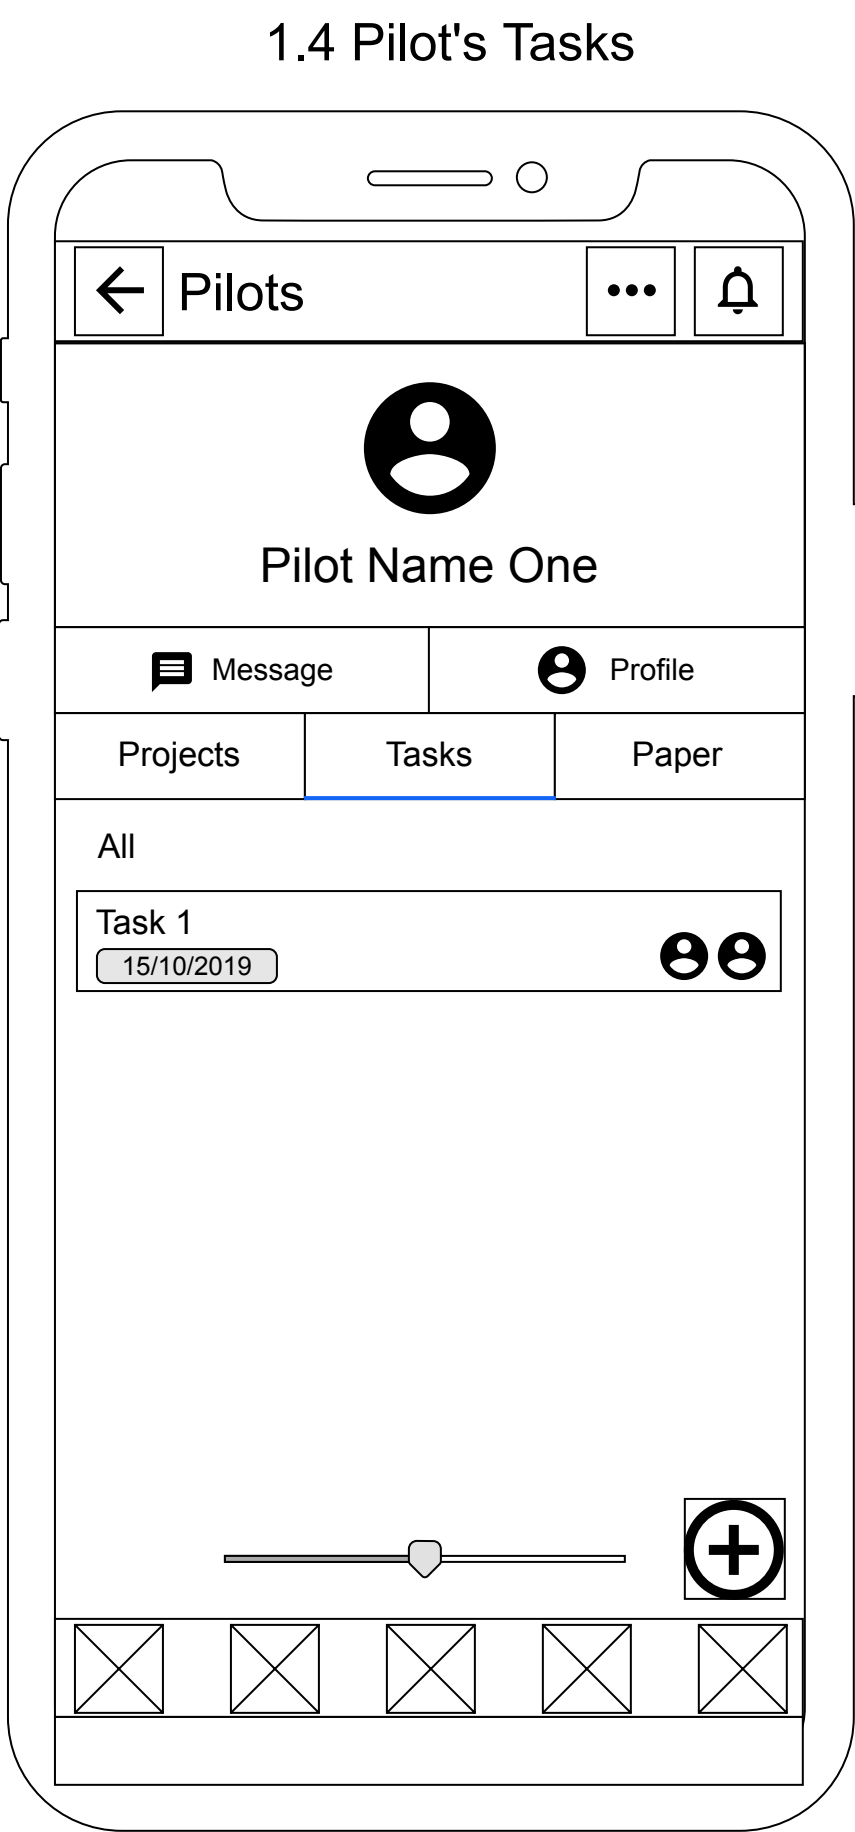 1.4 Pilot's Tasks
Pilots
Pilot Name One
Message
Profile
Projects
Tasks
Paper
All
Task 1
15/10/2019